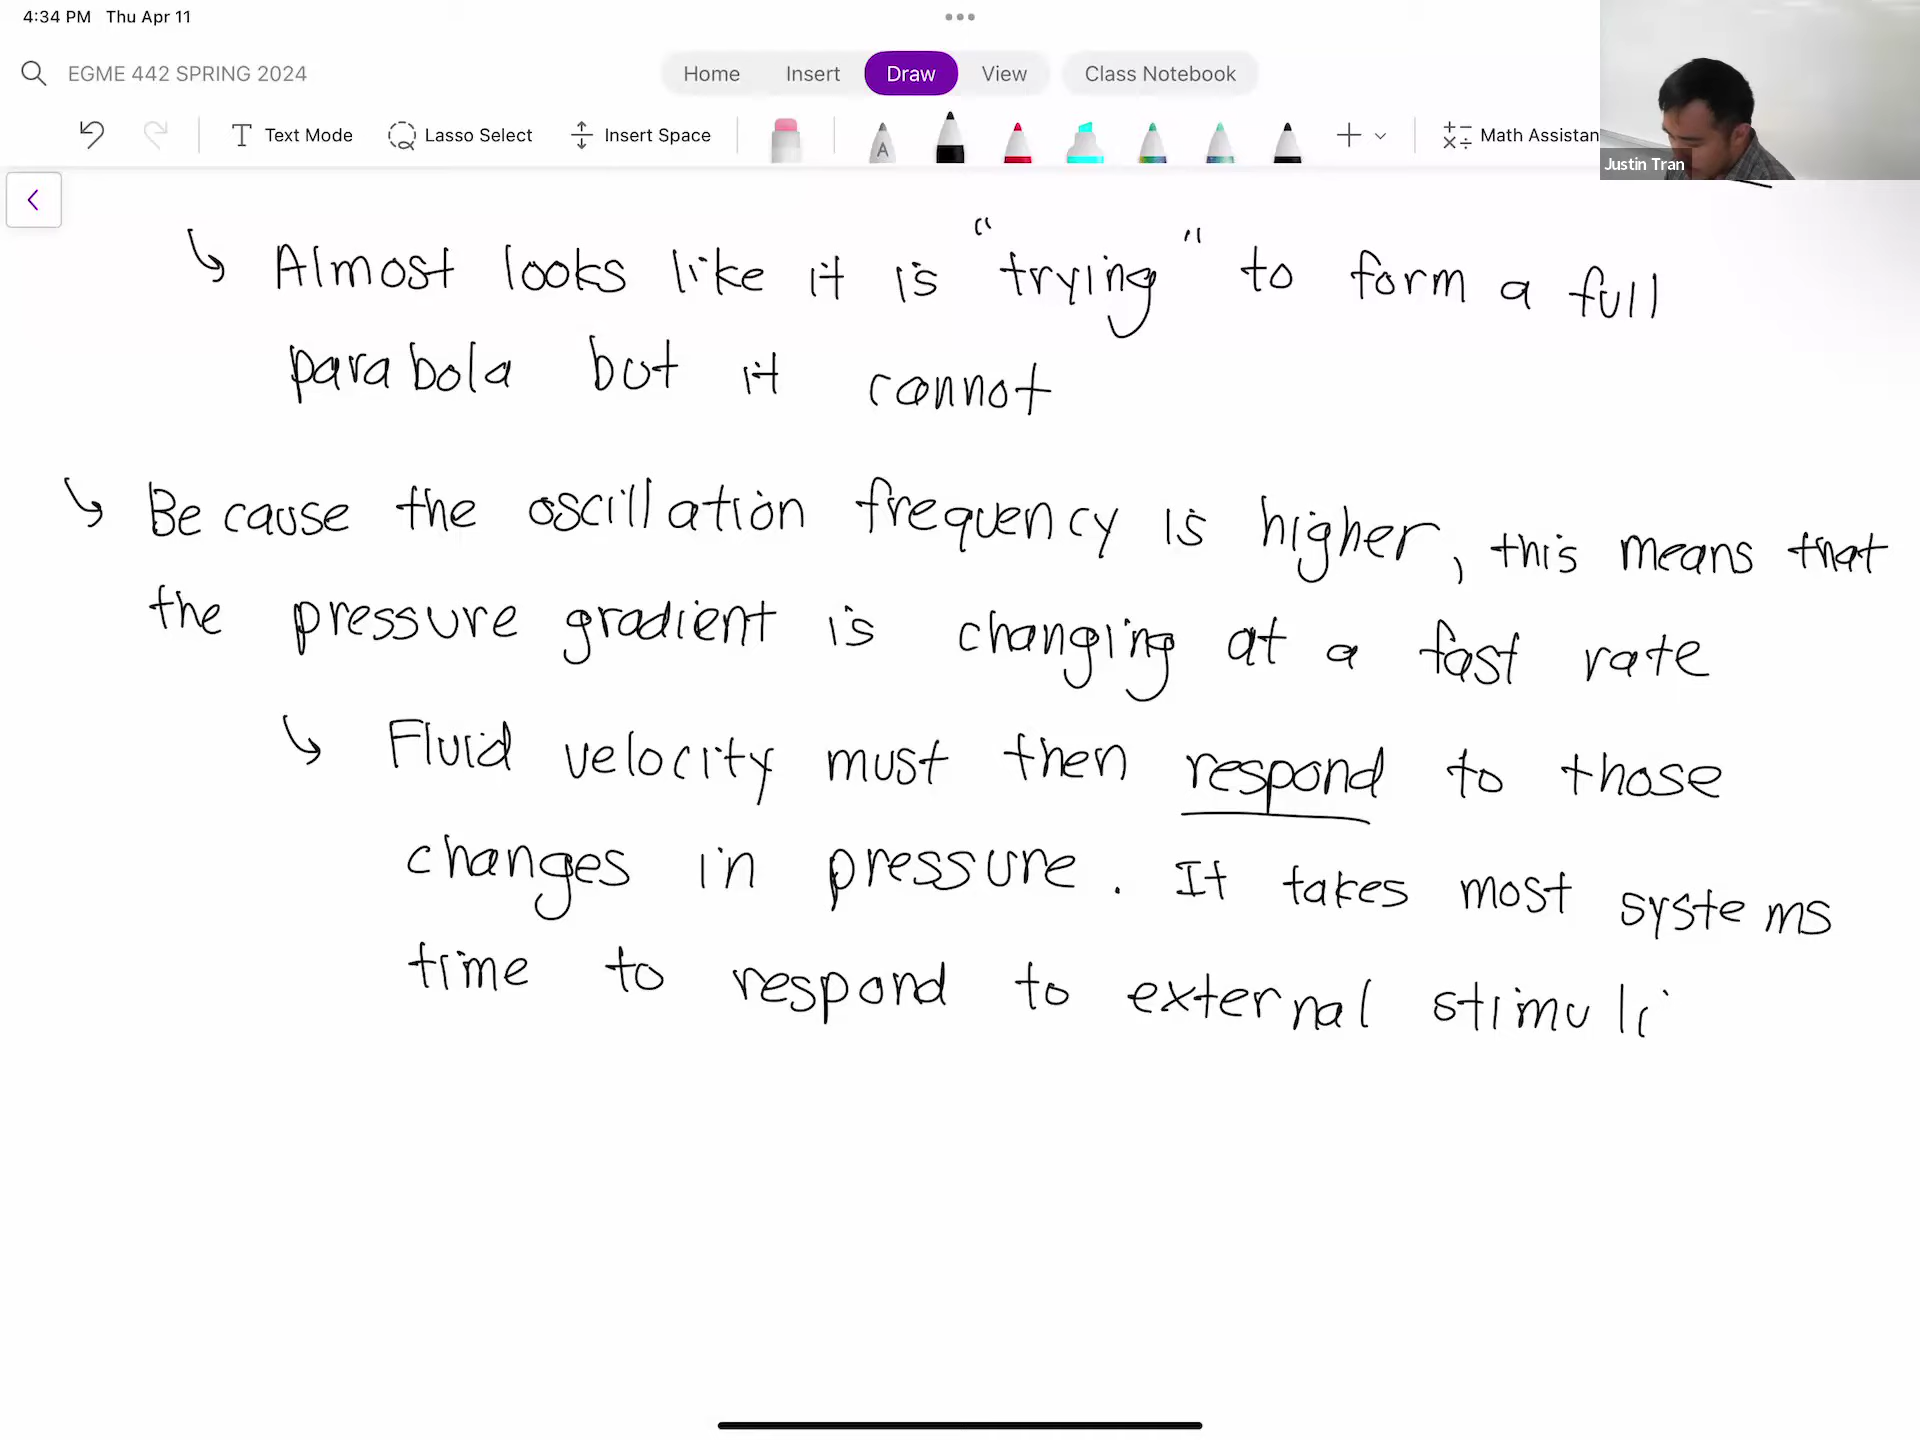 4:34 PM Thu Apr 11
EGME 442 SPRING 2024
Home Insert Draw View Class Notebook
Text Mode Lasso Select Insert Space A Math Assistan
Justin Tran
Almost looks like it is "trying" to form a full
parabola but it cannot
Because the oscillation frequency is higher, this means that
the pressure gradient is changing at a fast rate
Fluid velocity must then respond to those
changes in pressure. It takes most systems
time to respond to external stimuli